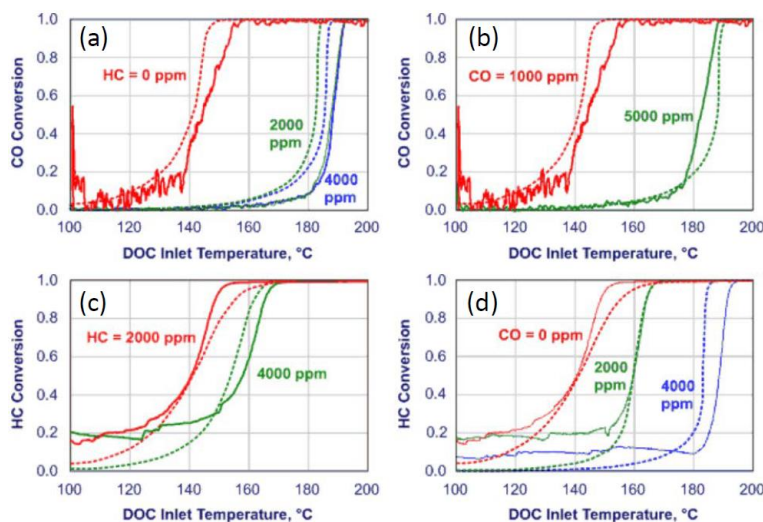 (a)
HC = 0 ppm
2000
ppm
4000
ppm
CO Conversion
1.0
0.8
0.6
0.4
0.2
0.0
100 120 140 160 180 200
DOC Inlet Temperature, °C
(b)
CO = 1000 ppm
5000
ppm
CO Conversion
1.0
0.8
0.6
0.4
0.2
0.0
100 120 140 160 180 200
DOC Inlet Temperature, °C
(c)
HC = 2000 ppm
4000 ppm
HC Conversion
1.0
0.8
0.6
0.4
0.2
0.0
100 120 140 160 180 200
DOC Inlet Temperature, °C
(d)
CO = 0 ppm
2000
ppm
4000
ppm
HC Conversion
1.0
0.8
0.6
0.4
0.2
0.0
100 120 140 160 180 200
DOC Inlet Temperature, °C